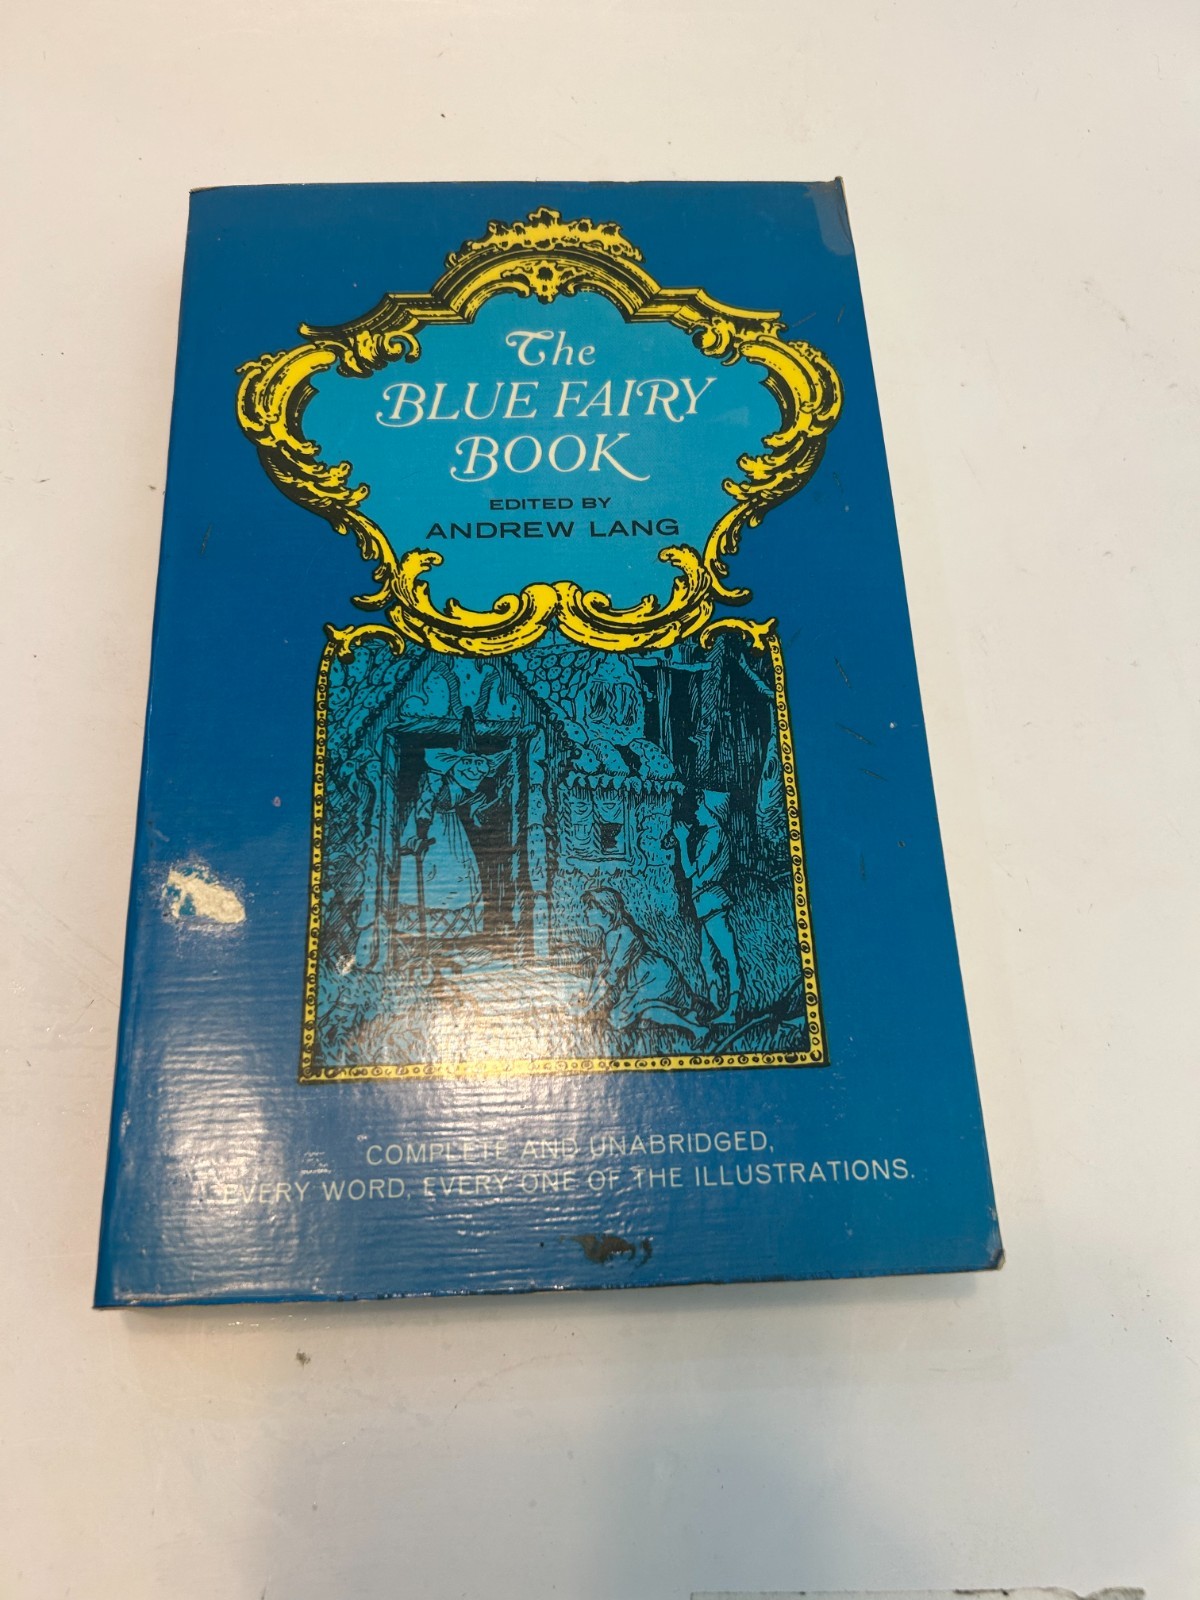 The
BLUE FAIRY
BOOK
EDITED BY
ANDREW LANG
COMPLETE AND UNABRIDGED,
EVERY WORD, EVERY ONE OF THE ILLUSTRATIONS.